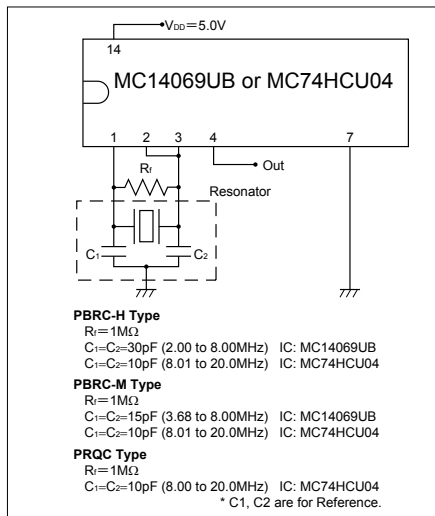 VDD=5.0V
14
MC14069UB or MC74HCU04
1 2 3 4 7
Out
Rf
Resonator
C1 C2
PBRC-H Type
Rf=1MΩ
C1=C2=30pF (2.00 to 8.00MHz) IC: MC14069UB
C1=C2=10pF (8.01 to 20.0MHz) IC: MC74HCU04
PBRC-M Type
Rf=1MΩ
C1=C2=15pF (3.68 to 8.00MHz) IC: MC14069UB
C1=C2=10pF (8.01 to 20.0MHz) IC: MC74HCU04
PRQC Type
Rf=1MΩ
C1=C2=10pF (8.00 to 20.0MHz) IC: MC74HCU04
* C1, C2 are for Reference.